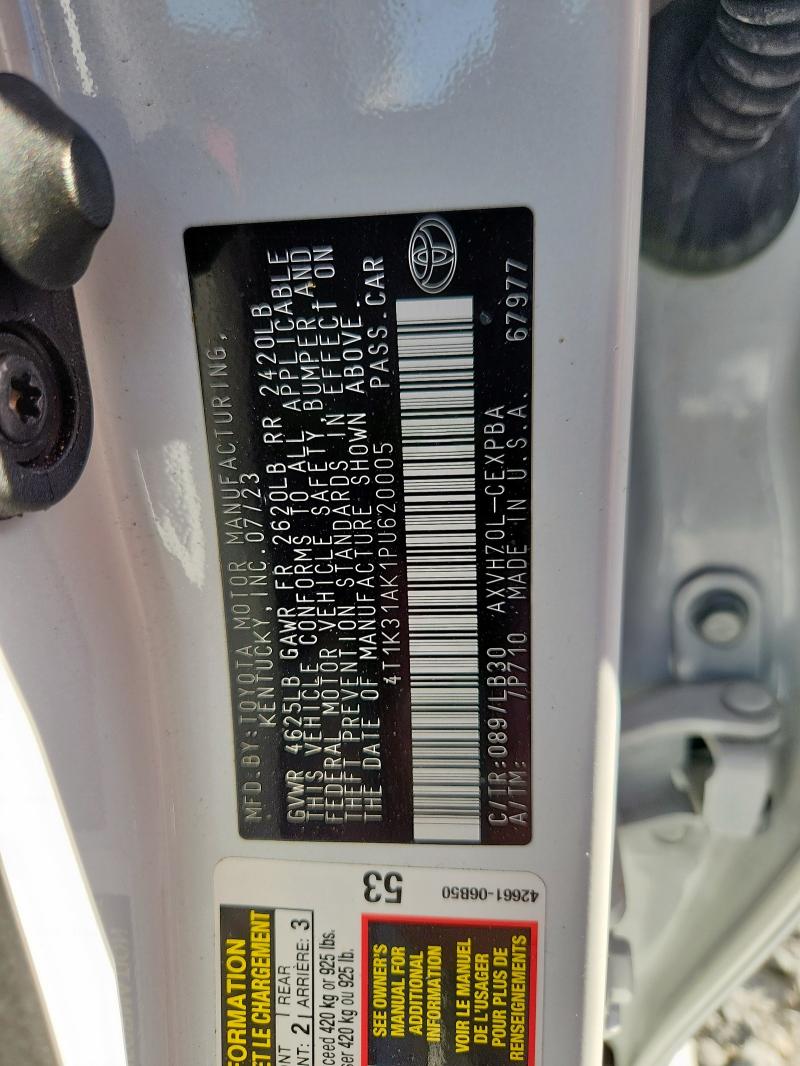 MFD.BY:TOYOTA MOTOR MANUFACTURING,
KENTUCKY, INC. 07/23
GVWR 4625LB GAWR FR 2620LB RR 2420LB
THIS VEHICLE CONFORMS TO ALL APPLICABLE
FEDERAL MOTOR VEHICLE SAFETY, BUMPER, AND
THEFT PREVENTION STANDARDS IN EFFECT ON
THE DATE OF MANUFACTURE SHOWN ABOVE.
4T1K31AK1PU620005 PASS. CAR
C/TR:0897/LB30 AXVHZ0L-CEXPBA 67977
A/TM: 7P710 MADE IN U.S.A.
53
42661-06B50
FORMATION
ET LE CHARGEMENT
NT: 2 REAR
ARRIÈRE: 3
ceed 420 kg or 925 lbs.
ser 420 kg ou 925 lb.
SEE OWNER'S
MANUAL FOR
ADDITIONAL
INFORMATION
VOIR LE MANUEL
DE L'USAGER
POUR PLUS DE
RENSEIGNEMENTS